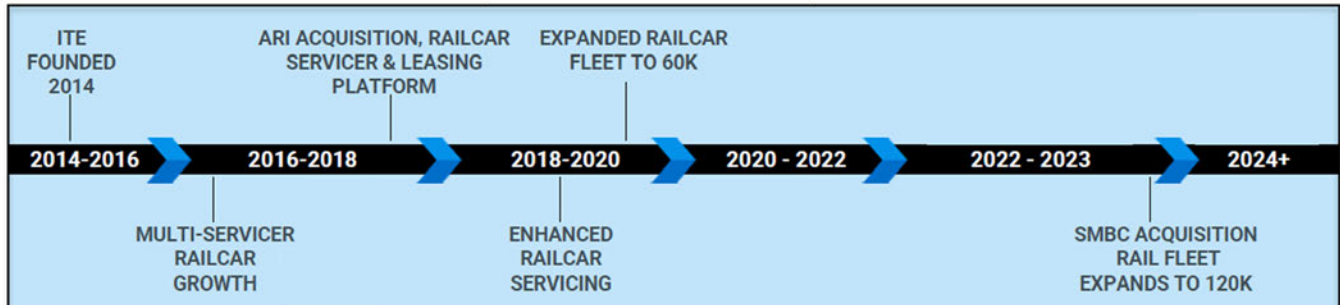 ITE
FOUNDED
2014
ARI ACQUISITION, RAILCAR
SERVICER & LEASING
PLATFORM
EXPANDED RAILCAR
FLEET TO 60K
2014-2016
2016-2018
2018-2020
2020 - 2022
2022 - 2023
2024+
MULTI-SERVICER
RAILCAR
GROWTH
ENHANCED
RAILCAR
SERVICING
SMBC ACQUISITION
RAIL FLEET
EXPANDS TO 120K